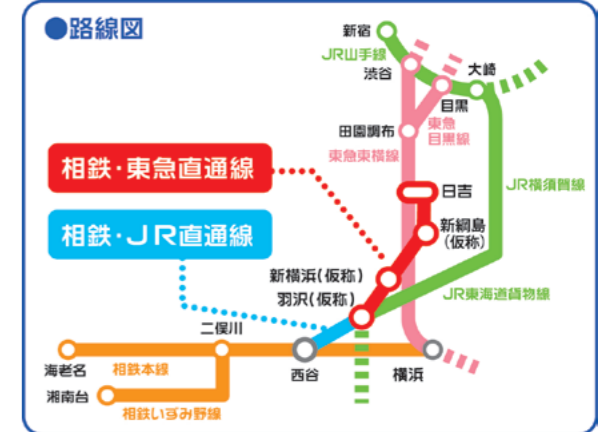 ●路線図
新宿
JR山手線
渋谷
大崎
目黒
田園調布
東急
目黒線
東急東横線
相鉄・東急直通線
日吉
JR横須賀線
相鉄・JR直通線
新綱島
(仮称)
新横浜(仮称)
羽沢(仮称)
JR東海道貨物線
二俣川
海老名
相鉄本線
西谷
横浜
湘南台
相鉄いずみ野線